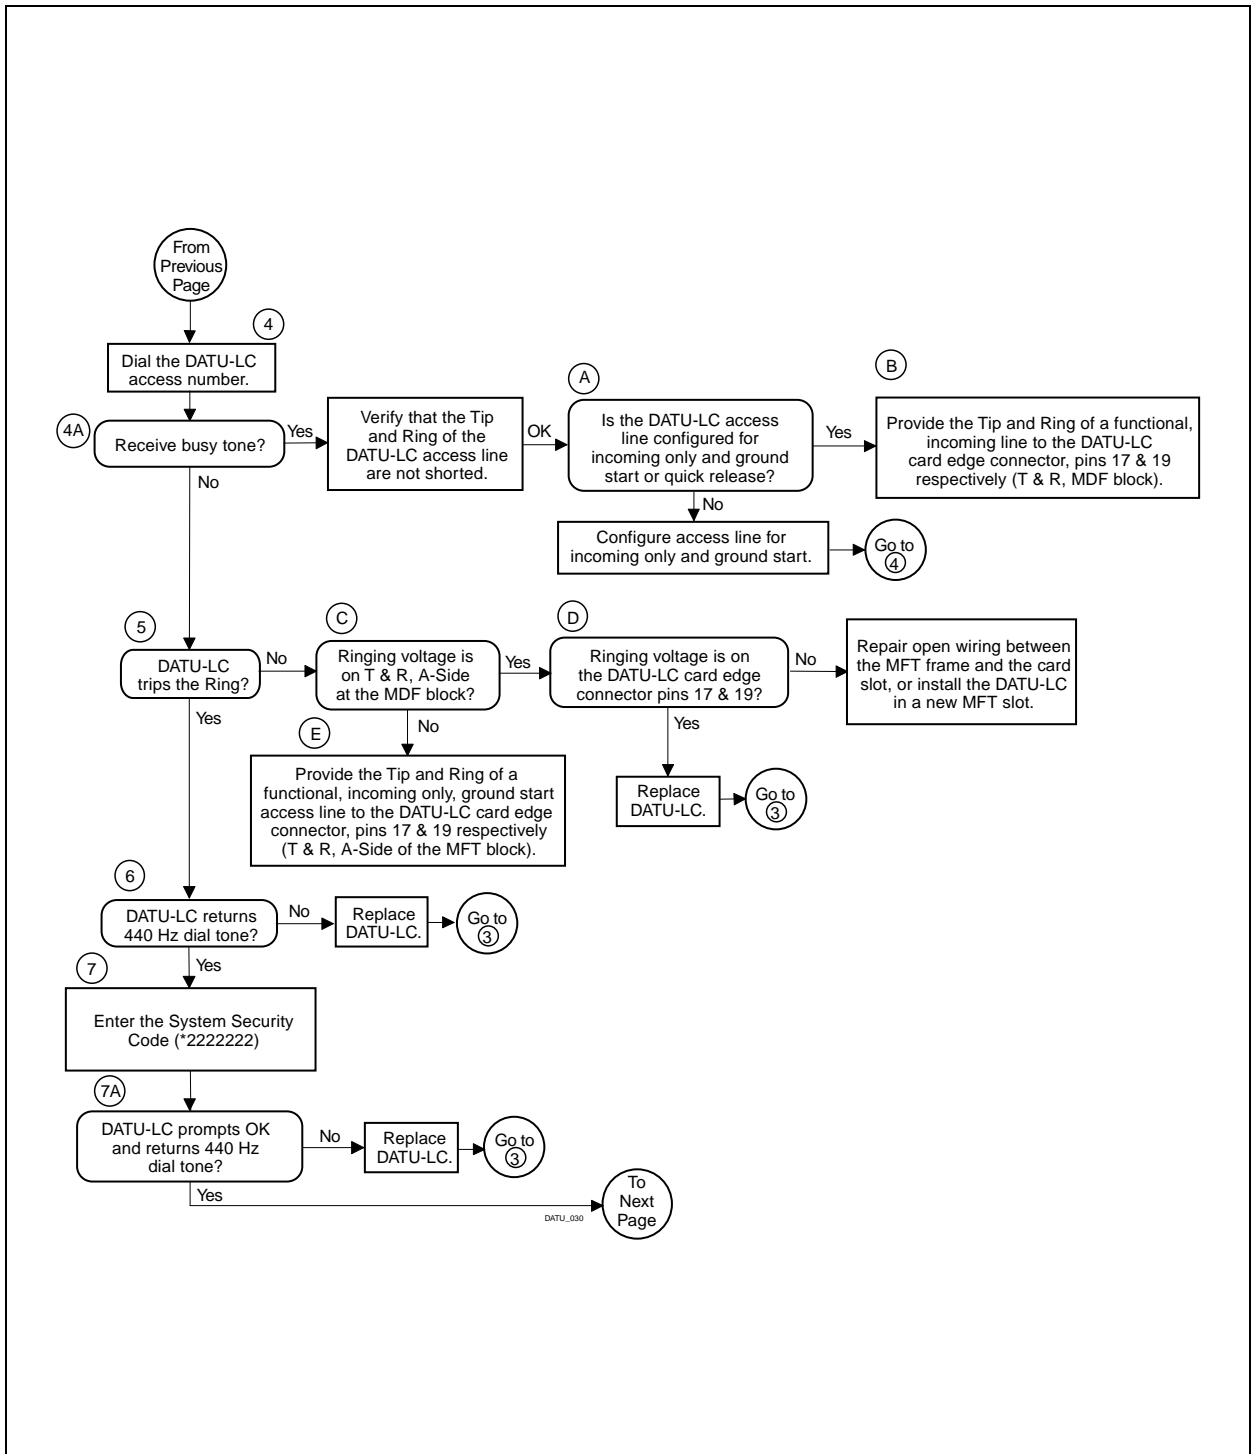 From
Previous
Page
4
Dial the DATU-LC
access number.
4A
Receive busy tone?
Yes
No
Verify that the Tip
and Ring of the
DATU-LC access line
are not shorted.
OK
A
Is the DATU-LC access
line configured for
incoming only and ground
start or quick release?
Yes
No
B
Provide the Tip and Ring of a functional,
incoming line to the DATU-LC
card edge connector, pins 17 & 19
respectively (T & R, MDF block).
Configure access line for
incoming only and ground start.
Go to
4
5
DATU-LC
trips the Ring?
No
Yes
C
Ringing voltage is
on T & R, A-Side
at the MDF block?
Yes
No
D
Ringing voltage is on
the DATU-LC card edge
connector pins 17 & 19?
No
Yes
Repair open wiring between
the MFT frame and the card
slot, or install the DATU-LC
in a new MFT slot.
E
Provide the Tip and Ring of a
functional, incoming only, ground start
access line to the DATU-LC card edge
connector, pins 17 & 19 respectively
(T & R, A-Side of the MFT block).
Replace
DATU-LC.
Go to
3
6
DATU-LC returns
440 Hz dial tone?
No
Yes
Replace
DATU-LC.
Go to
3
7
Enter the System Security
Code (*2222222)
7A
DATU-LC prompts OK
and returns 440 Hz
dial tone?
No
Yes
Replace
DATU-LC.
Go to
3
To
Next
Page
DATU_030